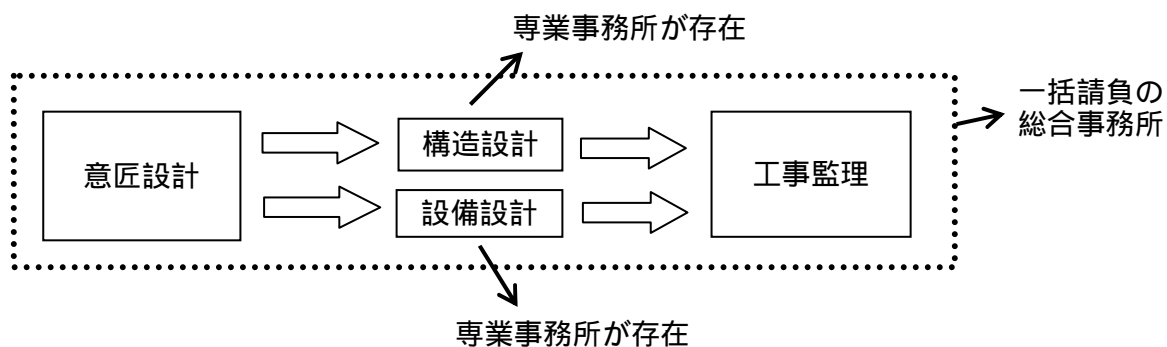 専業事務所が存在
一括請負の
総合事務所
意匠設計
構造設計
設備設計
工事監理
専業事務所が存在